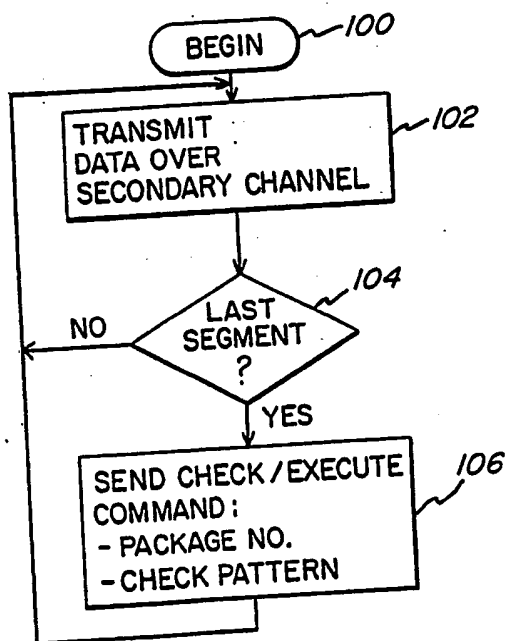 BEGIN
100
TRANSMIT
DATA OVER
SECONDARY CHANNEL
102
LAST
SEGMENT
?
104
NO
YES
SEND CHECK/EXECUTE
COMMAND:
- PACKAGE NO.
- CHECK PATTERN
106